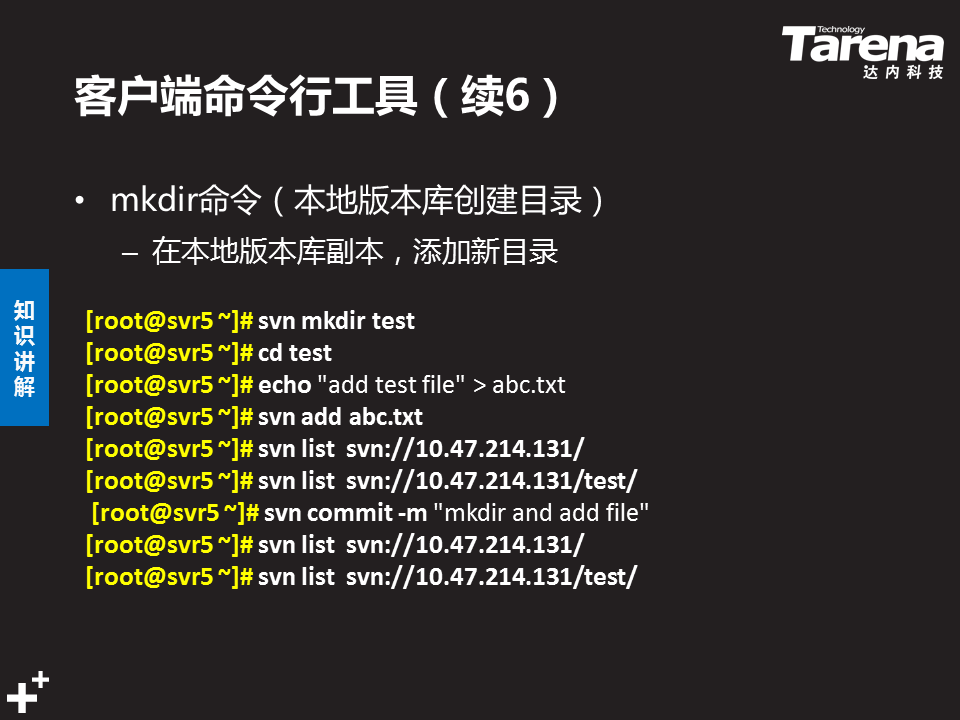 Technology
Tarena
达内科技
客户端命令行工具（续6）
• mkdir命令（本地版本库创建目录）
– 在本地版本库副本，添加新目录
知识讲解
[root@svr5 ~]# svn mkdir test
[root@svr5 ~]# cd test
[root@svr5 ~]# echo "add test file" > abc.txt
[root@svr5 ~]# svn add abc.txt
[root@svr5 ~]# svn list  svn://10.47.214.131/
[root@svr5 ~]# svn list  svn://10.47.214.131/test/
[root@svr5 ~]# svn commit -m "mkdir and add file"
[root@svr5 ~]# svn list  svn://10.47.214.131/
[root@svr5 ~]# svn list  svn://10.47.214.131/test/